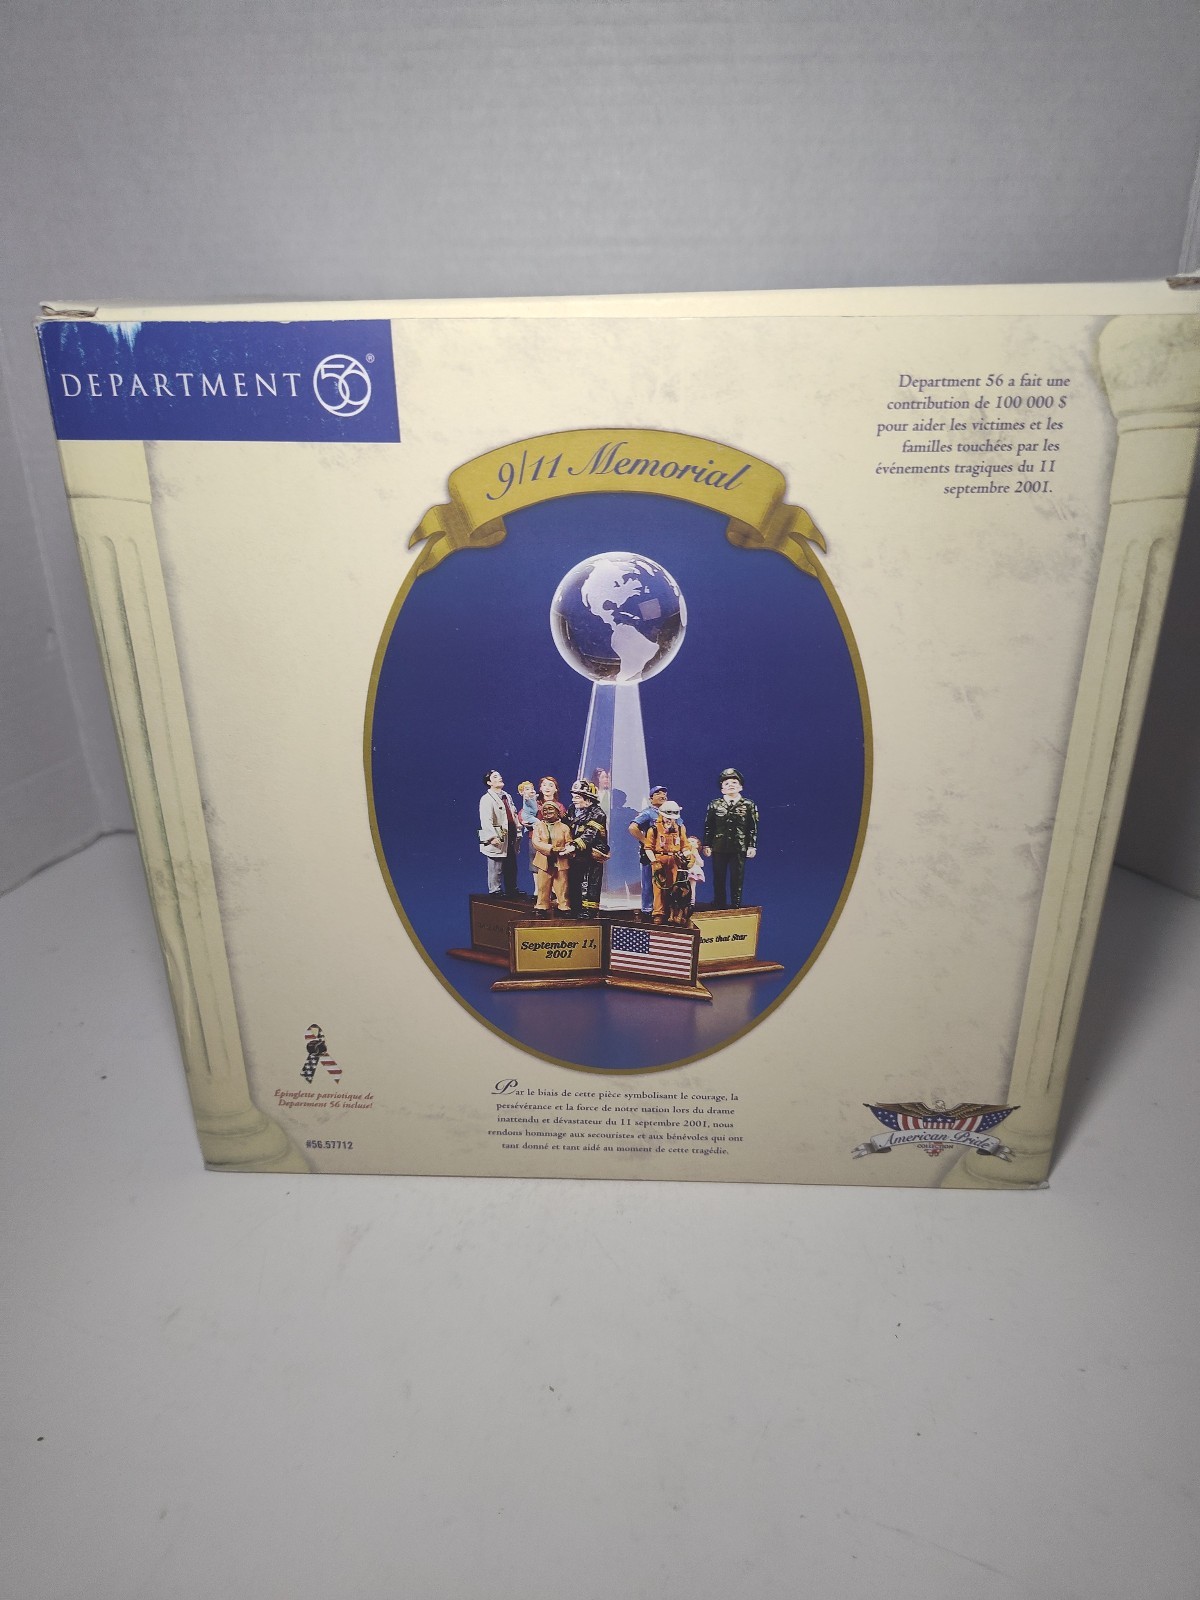 DEPARTMENT 56®
Department 56 a fait une
contribution de 100 000 $
pour aider les victimes et les
familles touchées par les
événements tragiques du 11
septembre 2001.
9/11 Memorial
September 11,
2001
oes that Star
Épinglette patriotique de
Department 56 incluse!
#56.57712
Par le biais de cette pièce symbolisant le courage, la
persévérance et la force de notre nation lors du drame
inattendu et dévastateur du 11 septembre 2001, nous
rendons hommage aux secouristes et aux bénévoles qui ont
tant donné et tant aidé au moment de cette tragédie.
American Pride
COLLECTION